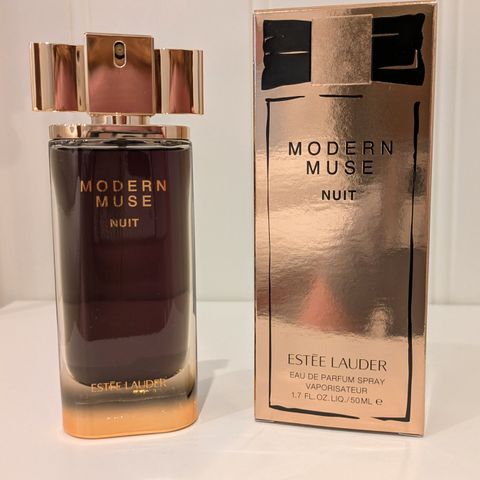 MODERN
MUSE
NUIT
ESTĒE LAUDER
MODERN
MUSE
NUIT
ESTĒE LAUDER
EAU DE PARFUM SPRAY
VAPORISATEUR
1.7 FL.OZ.LIQ./50ML ℮